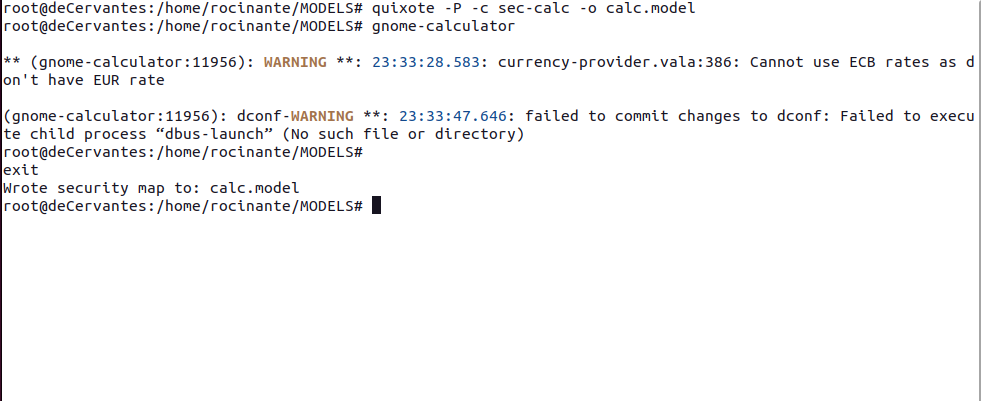 root@deCervantes:/home/rocinante/MODELS# quixote -P -c sec-calc -o calc.model
root@deCervantes:/home/rocinante/MODELS# gnome-calculator
** (gnome-calculator:11956): WARNING **: 23:33:28.583: currency-provider.vala:386: Cannot use ECB rates as d
on't have EUR rate
(gnome-calculator:11956): dconf-WARNING **: 23:33:47.646: failed to commit changes to dconf: Failed to execu
te child process “dbus-launch” (No such file or directory)
root@deCervantes:/home/rocinante/MODELS#
exit
Wrote security map to: calc.model
root@deCervantes:/home/rocinante/MODELS#